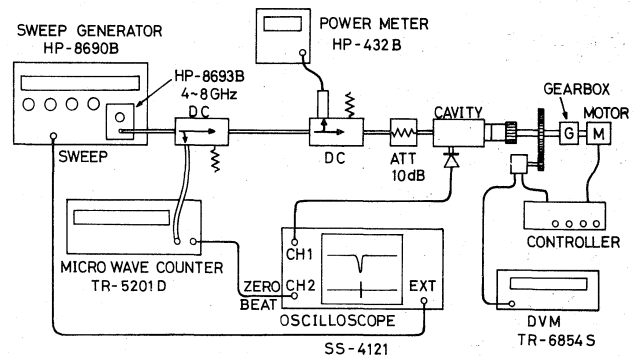 SWEEP GENERATOR
HP-8690B
POWER METER
HP-432B
HP-8693B
4~8GHz
DC
SWEEP
DC
ATT
10dB
CAVITY
GEARBOX
MOTOR
G
M
CONTROLLER
MICRO WAVE COUNTER
TR-5201D
ZERO
BEAT
CH1
CH2
EXT
OSCILLOSCOPE
SS-4121
DVM
TR-6854S